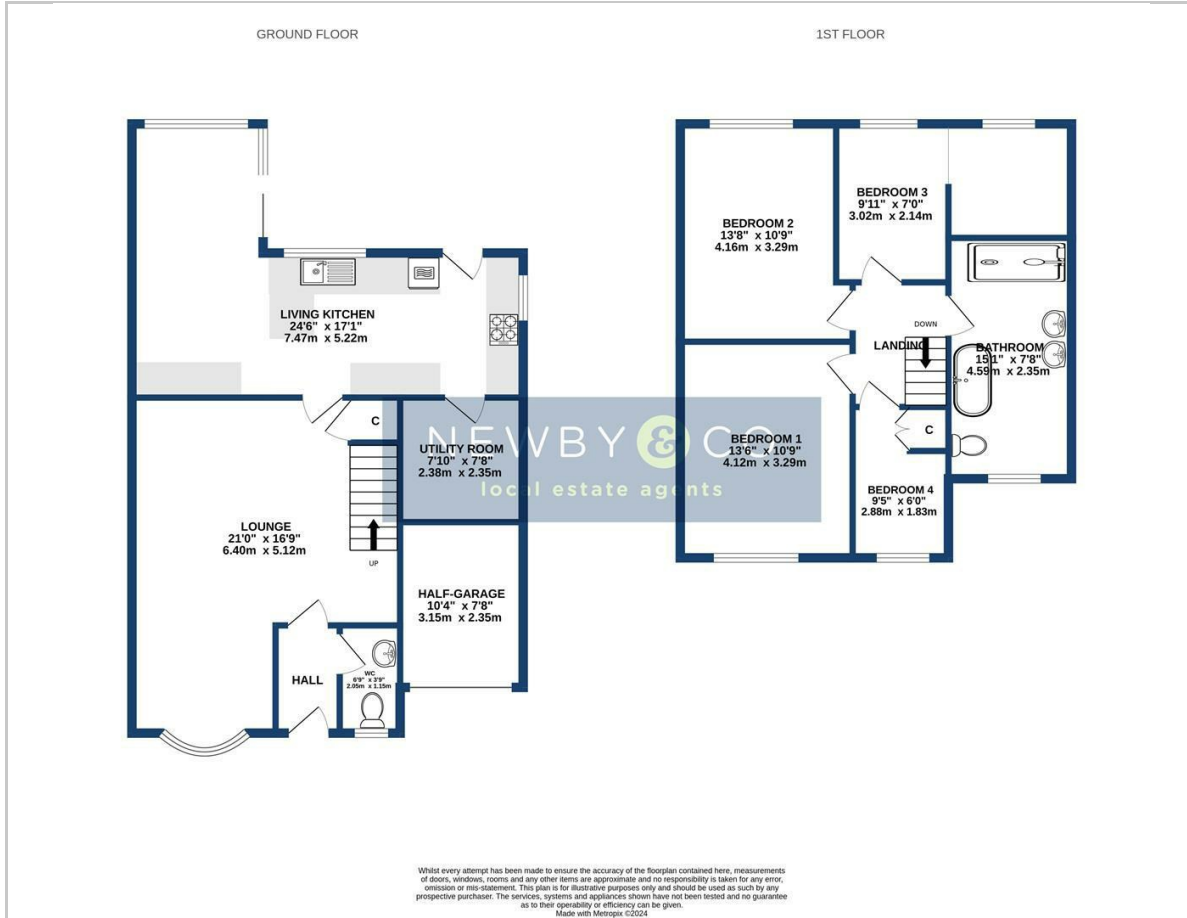 GROUND FLOOR
1ST FLOOR
LIVING KITCHEN
24'6" x 17'1"
7.47m x 5.22m
C
UTILITY ROOM
7'10" x 7'8"
2.38m x 2.35m
LOUNGE
21'0" x 16'9"
6.40m x 5.12m
UP
HALF-GARAGE
10'4" x 7'8"
3.15m x 2.35m
HALL
WC
6'9" x 3'9"
2.05m x 1.15m
BEDROOM 2
13'8" x 10'9"
4.16m x 3.29m
BEDROOM 3
9'11" x 7'0"
3.02m x 2.14m
DOWN
LANDING
BATHROOM
15'1" x 7'8"
4.59m x 2.35m
BEDROOM 1
13'6" x 10'9"
4.12m x 3.29m
C
BEDROOM 4
9'5" x 6'0"
2.88m x 1.83m
NEWBY & CO
local estate agents
Whilst every attempt has been made to ensure the accuracy of the floorplan contained here, measurements
of doors, windows, rooms and any other items are approximate and no responsibility is taken for any error,
omission or mis-statement. This plan is for illustrative purposes only and should be used as such by any
prospective purchaser. The services, systems and appliances shown have not been tested and no guarantee
as to their operability or efficiency can be given.
Made with Metropix ©2024